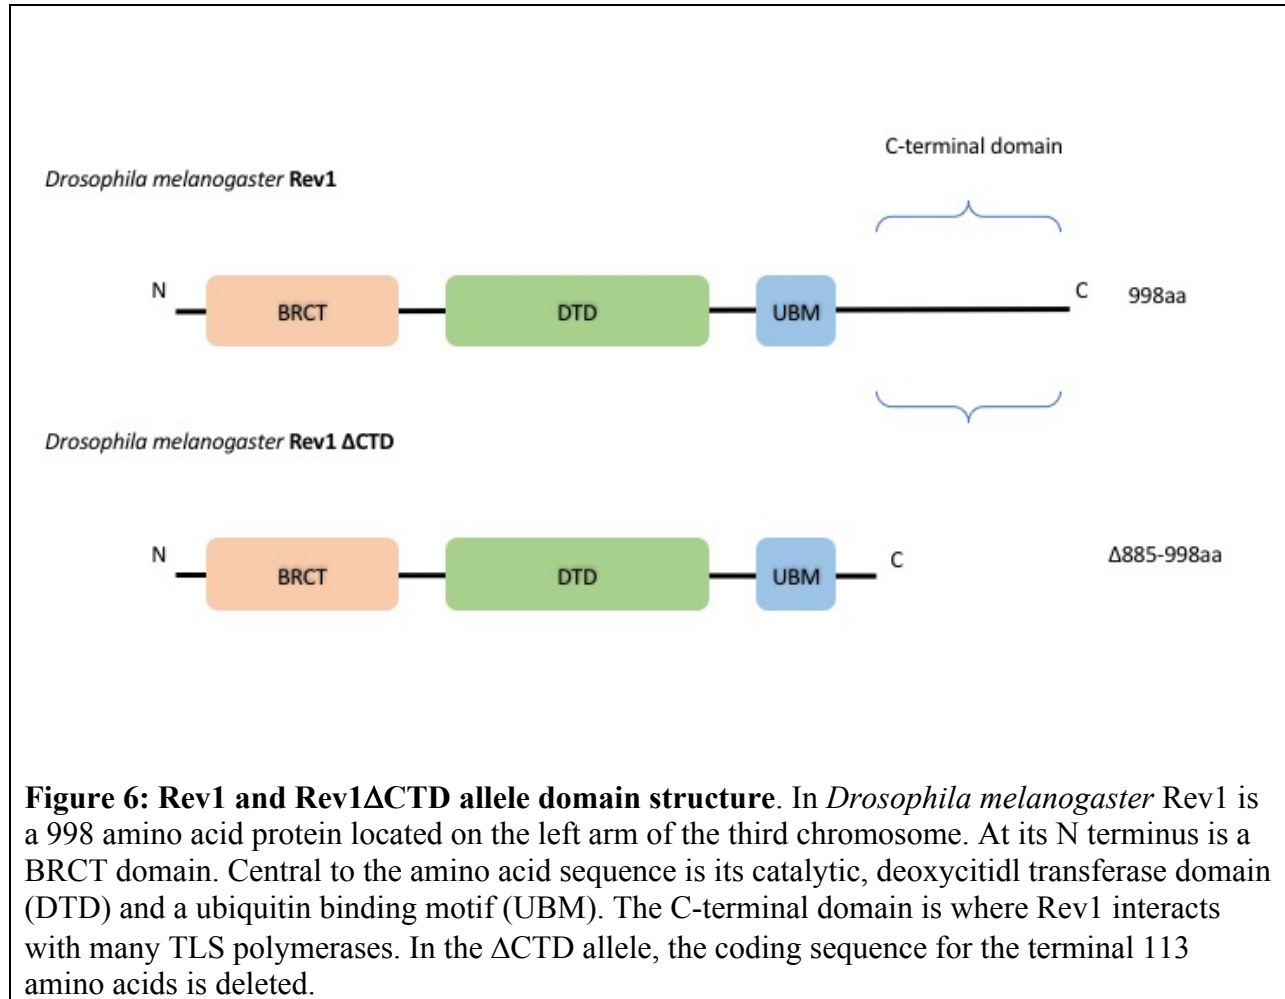 C-terminal domain
Drosophila melanogaster Rev1
N
BRCT
DTD
UBM
C
998aa
Drosophila melanogaster Rev1 ΔCTD
N
BRCT
DTD
UBM
C
Δ885-998aa
Figure 6: Rev1 and Rev1ΔCTD allele domain structure. In Drosophila melanogaster Rev1 is
a 998 amino acid protein located on the left arm of the third chromosome. At its N terminus is a
BRCT domain. Central to the amino acid sequence is its catalytic, deoxycitidl transferase domain
(DTD) and a ubiquitin binding motif (UBM). The C-terminal domain is where Rev1 interacts
with many TLS polymerases. In the ΔCTD allele, the coding sequence for the terminal 113
amino acids is deleted.